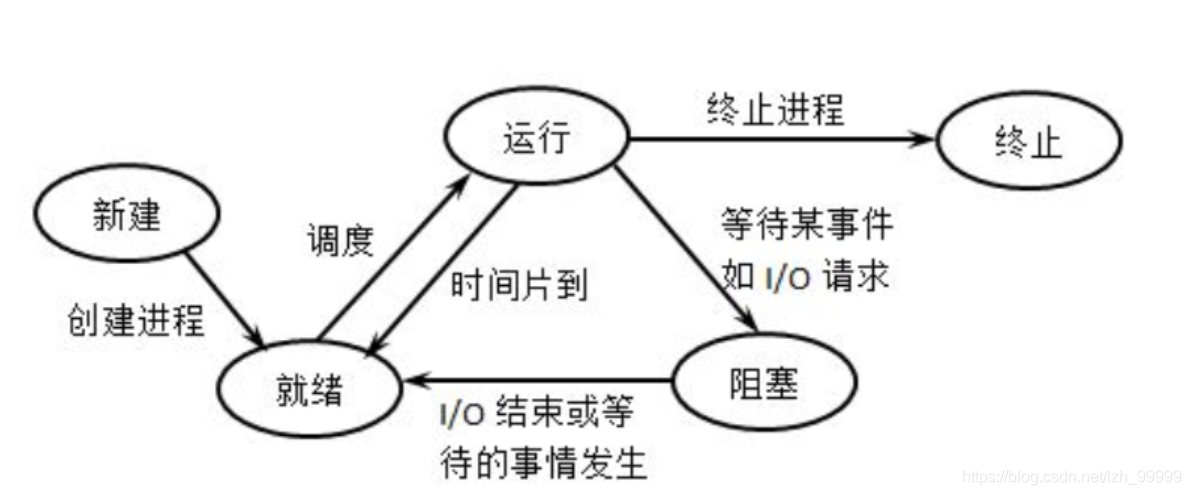 终止进程
运行
终止
新建
等待某事件
调度
如 I/O 请求
时间片到
创建进程
就绪
阻塞
I/O 结束或等
待的事情发生
https://blog.csdn.net/lzh_99999